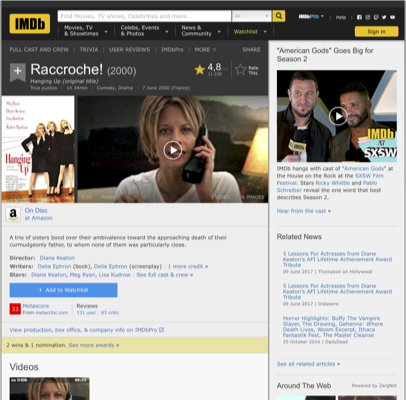 IMDb
Find Movies, TV shows, Celebrities and more...
All
IMDbPro
Help
Movies, TV
& Showtimes
Celebs, Events
& Photos
News &
Community
Watchlist
Sign in
FULL CAST AND CREW | TRIVIA | USER REVIEWS | IMDbPro | MORE
SHARE
Raccroche! (2000)
Hanging Up (original title)
Tous publics | 1h 34min | Comedy, Drama | 7 June 2000 (France)
4,8
Rate
This
Hanging
Up
IMAGES
On Disc
at Amazon
A trio of sisters bond over their ambivalence toward the approaching death of their
curmudgeonly father, to whom none of them was particularly close.
Director: Diane Keaton
Writers: Delia Ephron (book), Delia Ephron (screenplay) | 1 more credit »
Stars: Diane Keaton, Meg Ryan, Lisa Kudrow | See full cast & crew »
+ Add to Watchlist
33
Metascore
From metacritic.com
Reviews
131 user | 83 critic
View production, box office, & company info on IMDbPro
2 wins & 1 nomination. See more awards »
Videos
"American Gods" Goes Big for
Season 2
IMDb
AT
SXSW
IMDb hangs with cast of "American Gods" at
the House on the Rock at the SXSW Film
Festival. Stars Ricky Whittle and Pablo
Schreiber reveal the one word that best
describes Season 2.
Hear from the cast »
Related News
5 Lessons For Actresses from Diane
Keaton's AFI Lifetime Achievement Award
Tribute
09 June 2017 | Thompson on Hollywood
5 Lessons For Actresses from Diane
Keaton's AFI Lifetime Achievement Award
Tribute
09 June 2017 | Indiewire
Horror Highlights: Buffy The Vampire
Slayer, The Drawing, Gehenna: Where
Death Lives, Woom Excerpt, Ithaca
Fantastik Fest, The Master Cleanse
25 October 2016 | DailyDead
See all related articles »
Around The Web
Powered by ZergNet